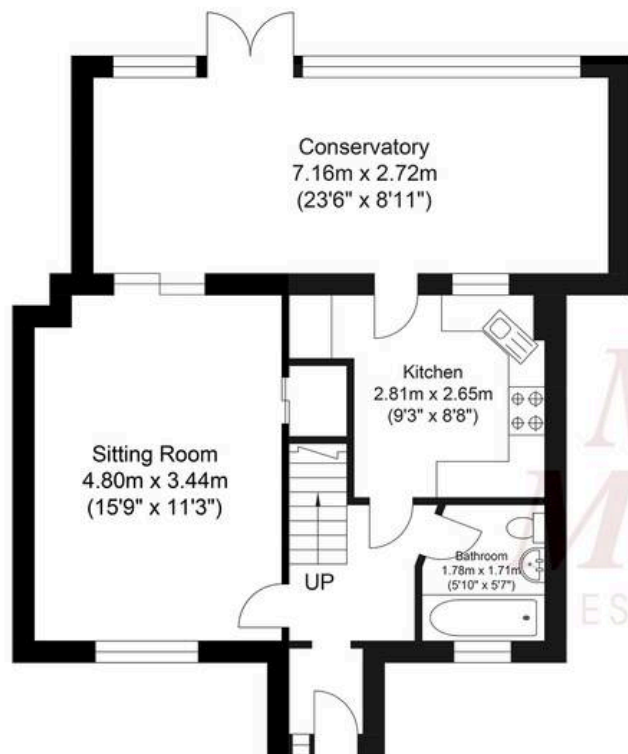 Conservatory
7.16m x 2.72m
(23'6" x 8'11")
Kitchen
2.81m x 2.65m
(9'3" x 8'8")
Sitting Room
4.80m x 3.44m
(15'9" x 11'3")
UP
Bathroom
1.78m x 1.71m
(5'10" x 5'7")